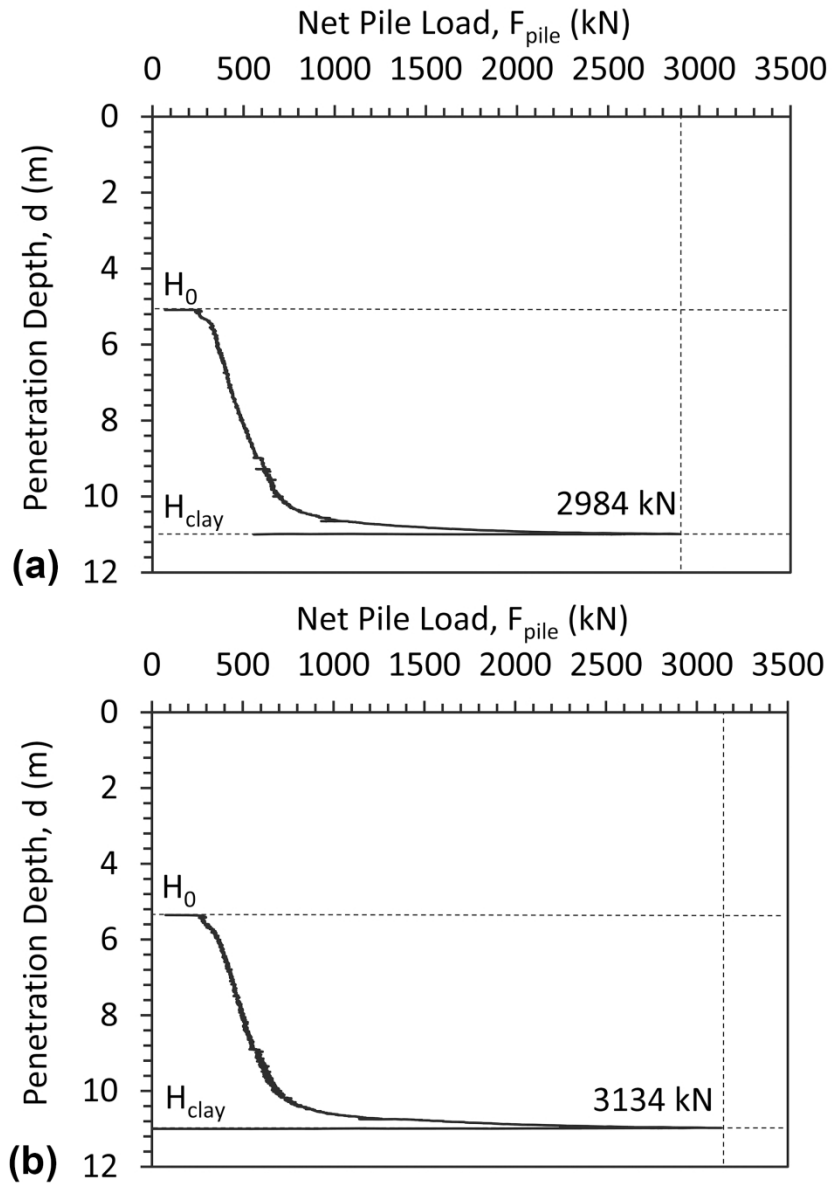 Net Pile Load, F_pile (kN)
0 500 1000 1500 2000 2500 3000 3500
Penetration Depth, d (m)
0
2
4
H_0
6
8
10
2984 kN
H_clay
12
(a)
Net Pile Load, F_pile (kN)
0 500 1000 1500 2000 2500 3000 3500
Penetration Depth, d (m)
0
2
4
H_0
6
8
10
3134 kN
H_clay
12
(b)